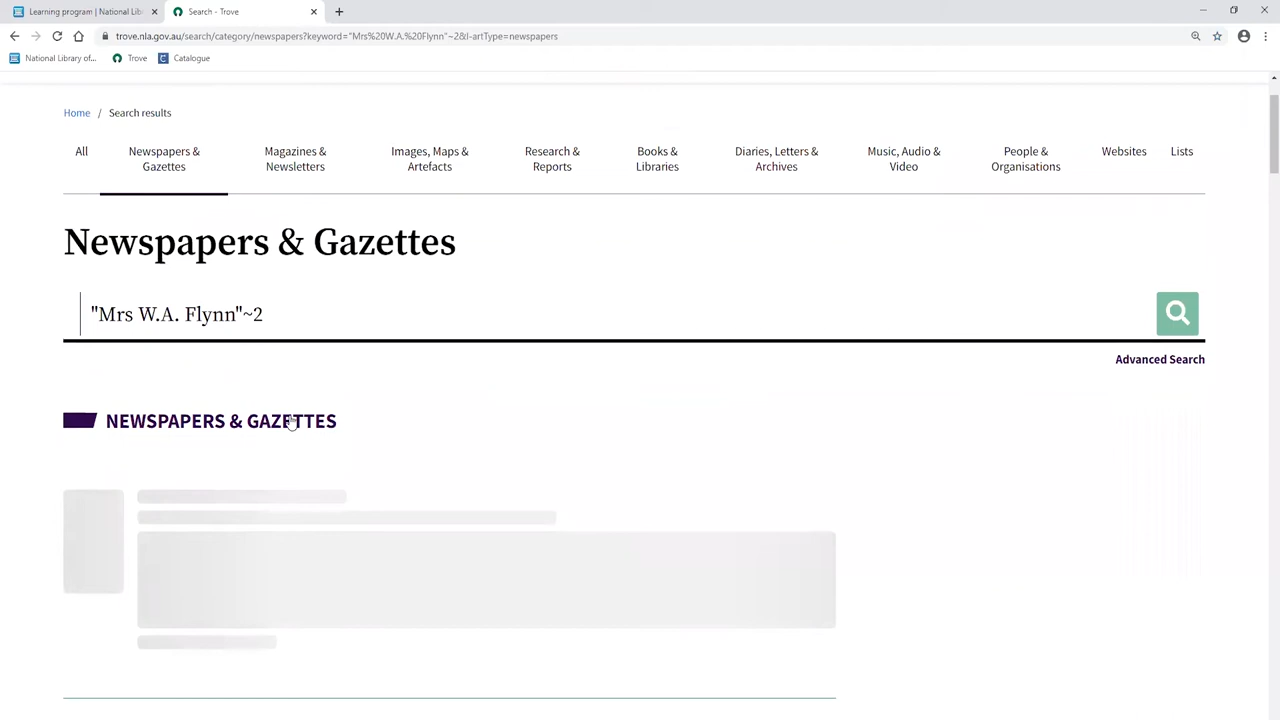 Learning program | National Lib
Search - Trove
trove.nla.gov.au/search/category/newspapers?keyword="Mrs%20W.A.%20Flynn"~2&l-artType=newspapers
National Library of... Trove Catalogue
Home / Search results
All
Newspapers &
Gazettes
Magazines &
Newsletters
Images, Maps &
Artefacts
Research &
Reports
Books &
Libraries
Diaries, Letters &
Archives
Music, Audio &
Video
People &
Organisations
Websites
Lists
Newspapers & Gazettes
"Mrs W.A. Flynn"~2
Advanced Search
NEWSPAPERS & GAZETTES